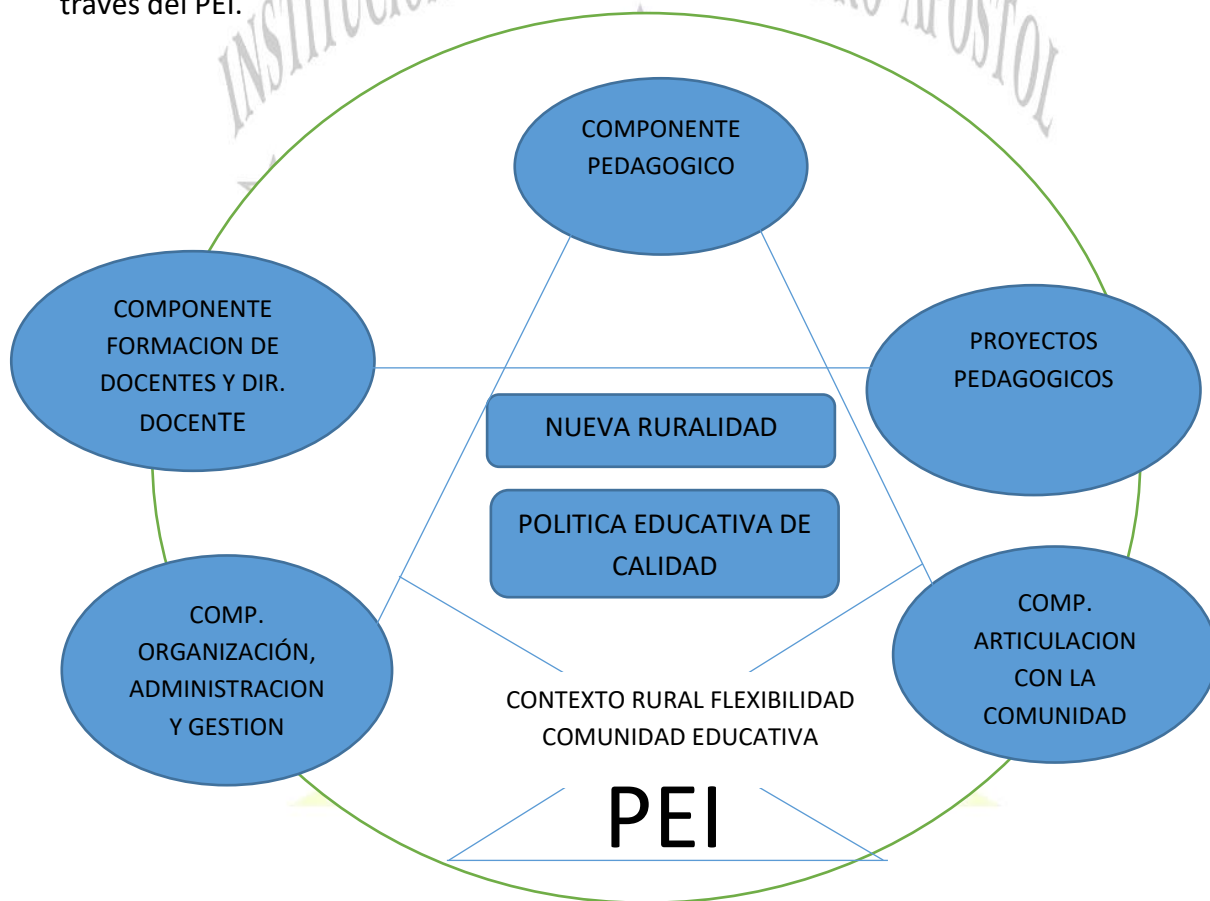 través del PEI.
APOSTOL
COMPONENTE
PEDAGOGICO
COMPONENTE
FORMACION DE
DOCENTES Y DIR.
DOCENTE
PROYECTOS
PEDAGOGICOS
NUEVA RURALIDAD
POLITICA EDUCATIVA DE
CALIDAD
COMP.
ORGANIZACIÓN,
ADMINISTRACION
Y GESTION
COMP.
ARTICULACION
CON LA
COMUNIDAD
CONTEXTO RURAL FLEXIBILIDAD
COMUNIDAD EDUCATIVA
PEI